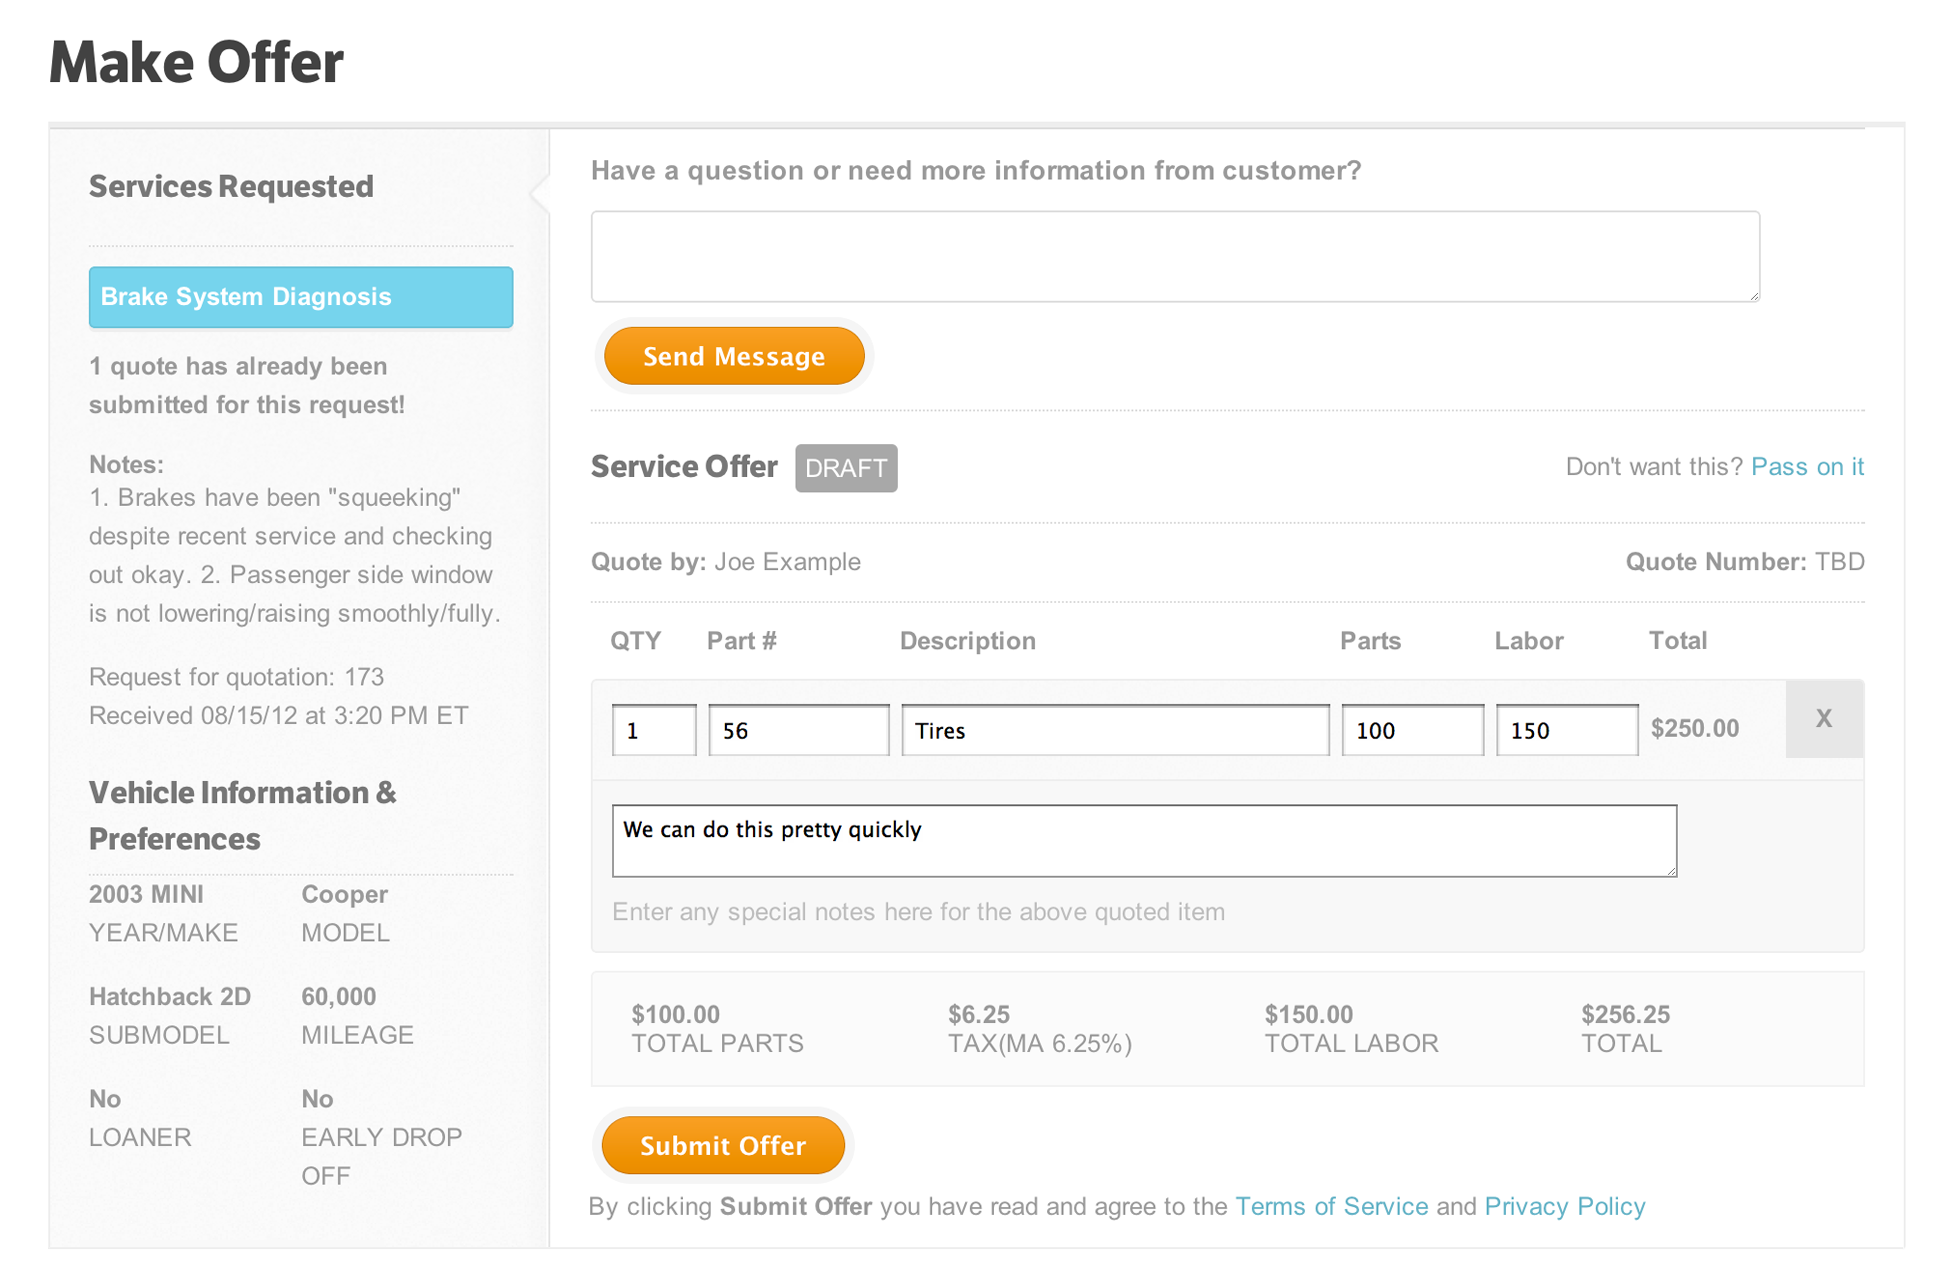 Make Offer
Services Requested
Brake System Diagnosis
1 quote has already been
submitted for this request!
Notes:
1. Brakes have been "squeeking"
despite recent service and checking
out okay. 2. Passenger side window
is not lowering/raising smoothly/fully.
Request for quotation: 173
Received 08/15/12 at 3:20 PM ET
Vehicle Information &
Preferences
2003 MINI Cooper
YEAR/MAKE MODEL
Hatchback 2D 60,000
SUBMODEL MILEAGE
No No
LOANER EARLY DROP
OFF
Have a question or need more information from customer?
Send Message
Service Offer DRAFT Don't want this? Pass on it
Quote by: Joe Example Quote Number: TBD
QTY Part # Description Parts Labor Total
1 56 Tires 100 150 $250.00 X
We can do this pretty quickly
Enter any special notes here for the above quoted item
$100.00 $6.25 $150.00 $256.25
TOTAL PARTS TAX(MA 6.25%) TOTAL LABOR TOTAL
Submit Offer
By clicking Submit Offer you have read and agree to the Terms of Service and Privacy Policy